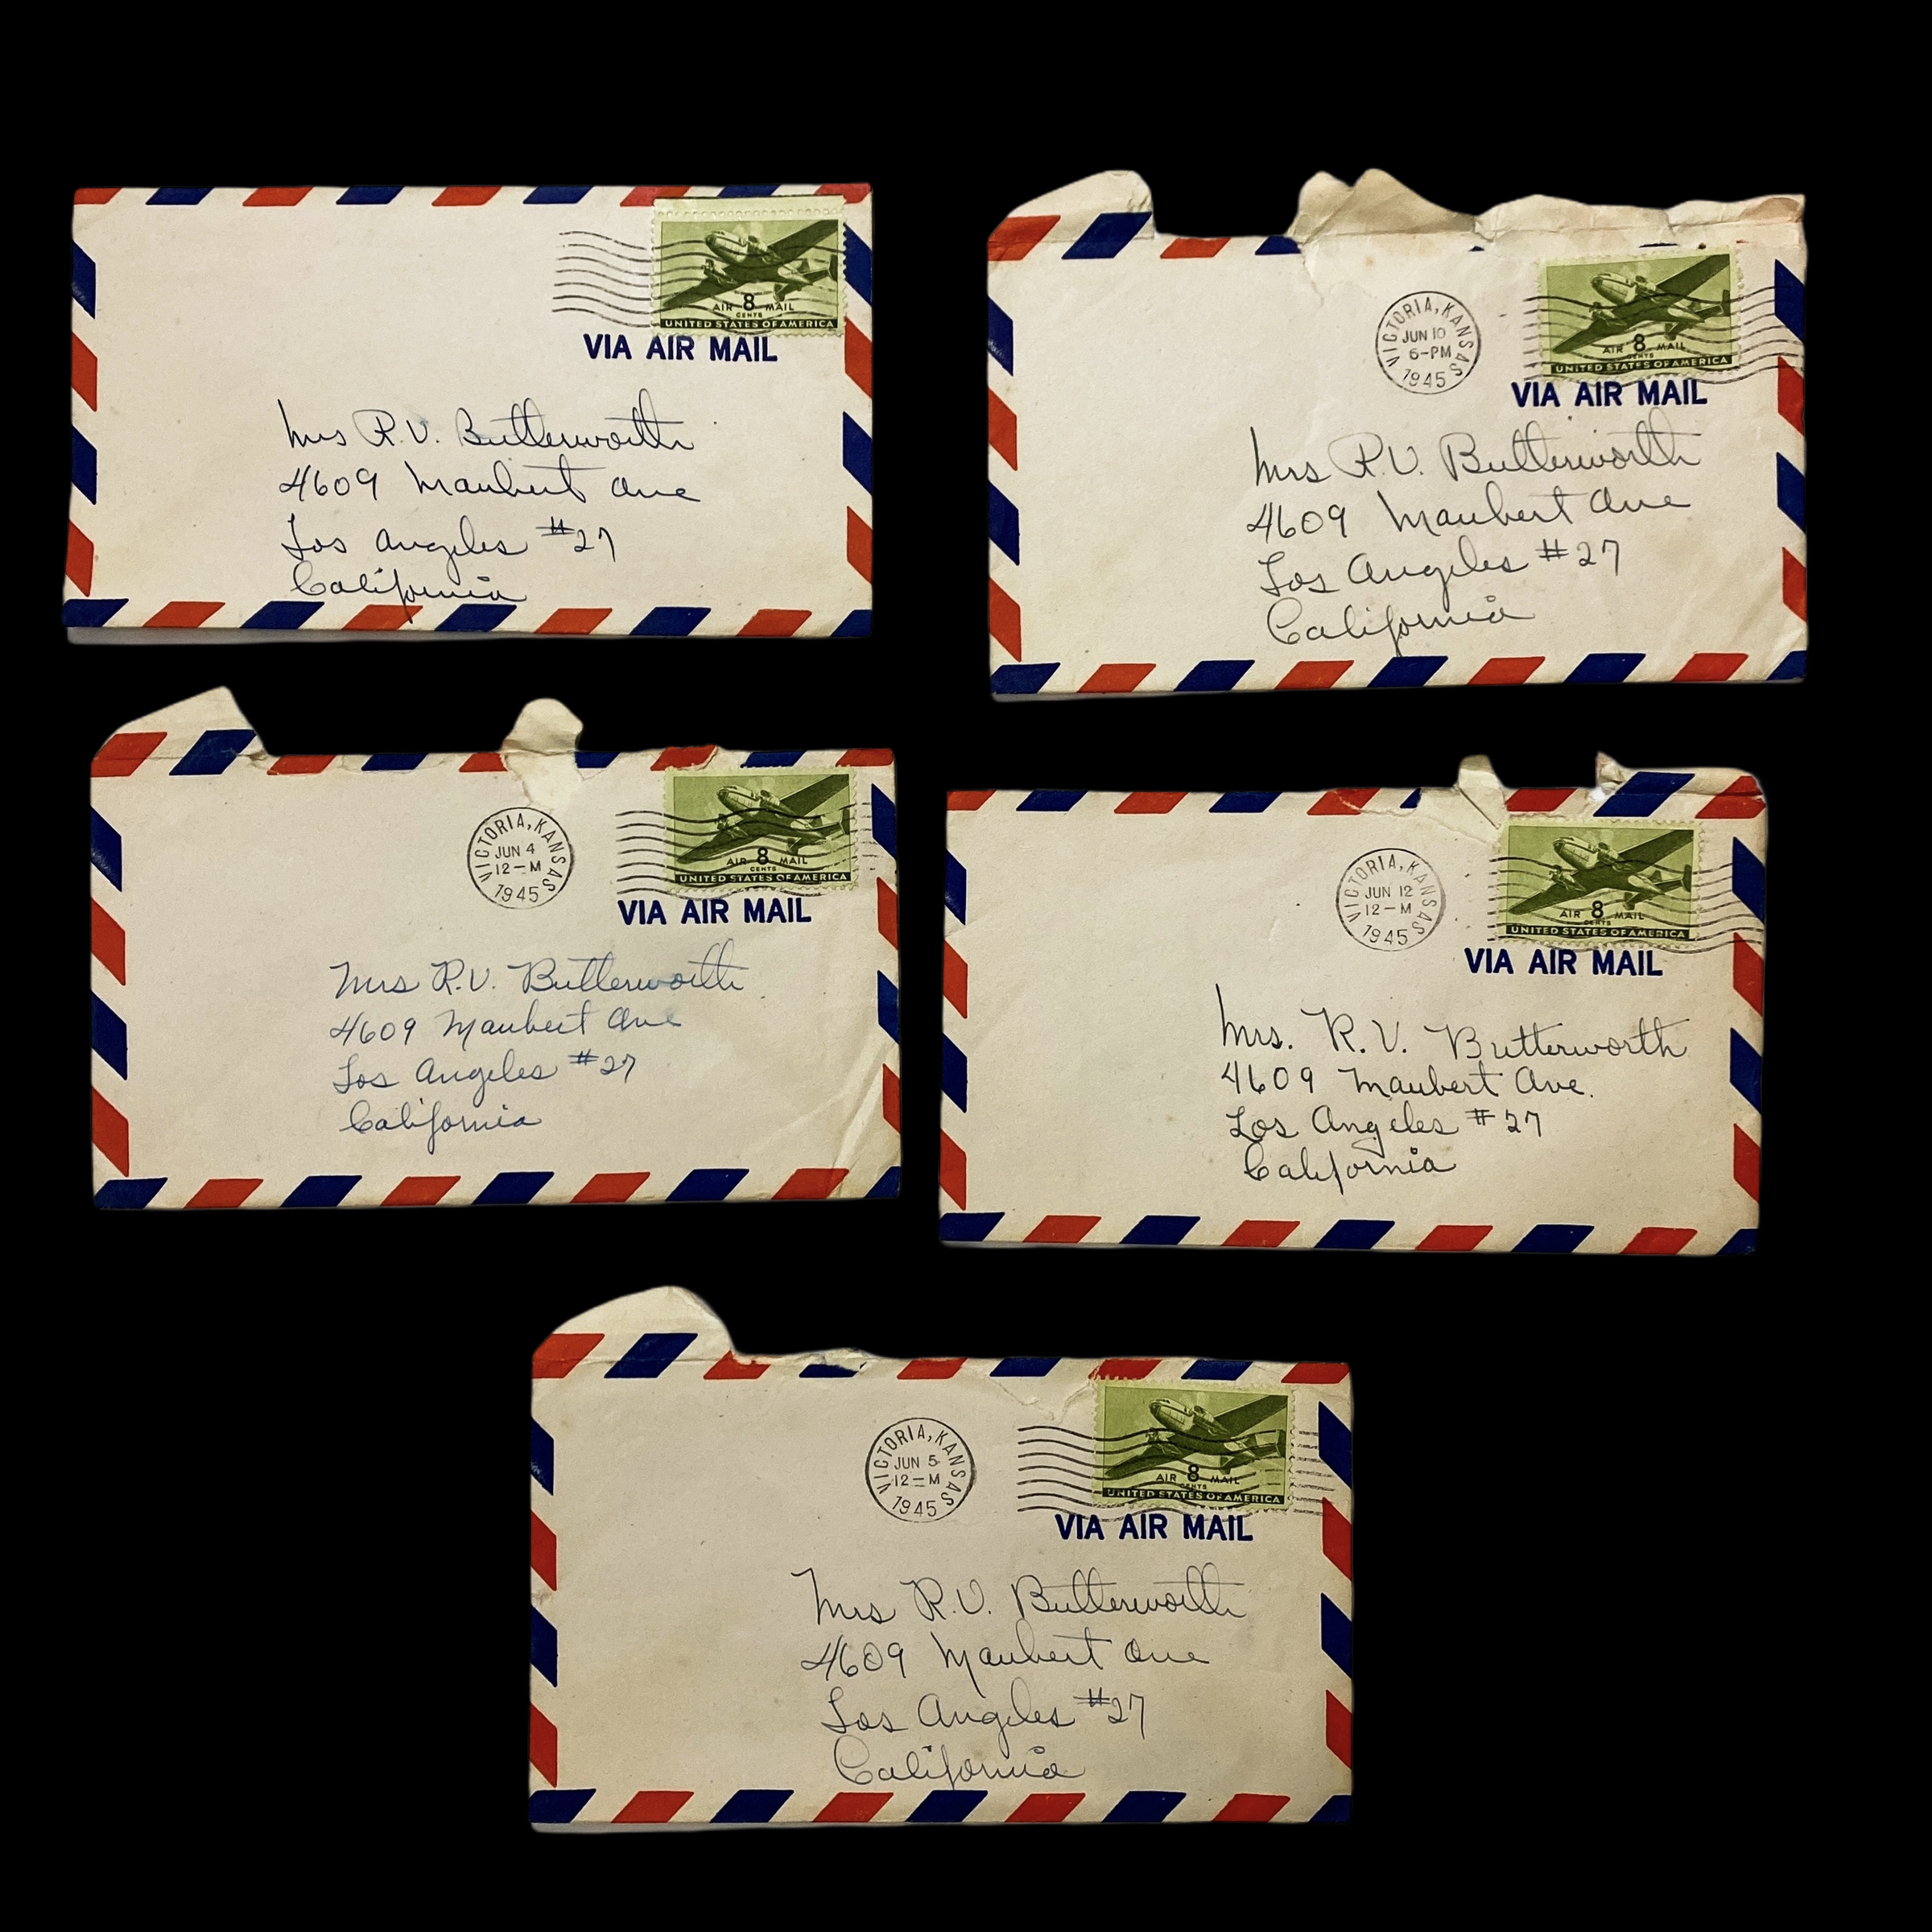 AIR 8 MAIL
CENTS
UNITED STATES OF AMERICA
VIA AIR MAIL
Mrs R.V. Butterworth
4609 Maubert Ave
Los Angeles #27
California
VICTORIA, KANSAS
JUN 10
6-PM
1945
AIR 8 MAIL
CENTS
UNITED STATES OF AMERICA
VIA AIR MAIL
Mrs R.V. Butterworth
4609 Maubert Ave
Los Angeles #27
California
VICTORIA, KANSAS
JUN 4
12-M
1945
AIR 8 MAIL
CENTS
UNITED STATES OF AMERICA
VIA AIR MAIL
Mrs R.V. Butterworth
4609 Maubert Ave
Los Angeles #27
California
VICTORIA, KANSAS
JUN 12
12-M
1945
AIR 8 MAIL
CENTS
UNITED STATES OF AMERICA
VIA AIR MAIL
Mrs. R.V. Butterworth
4609 Maubert Ave.
Los Angeles #27
California
VICTORIA, KANSAS
JUN 5
12-M
1945
AIR 8 MAIL
CENTS
UNITED STATES OF AMERICA
VIA AIR MAIL
Mrs R.V. Butterworth
4609 Maubert Ave
Los Angeles #27
California